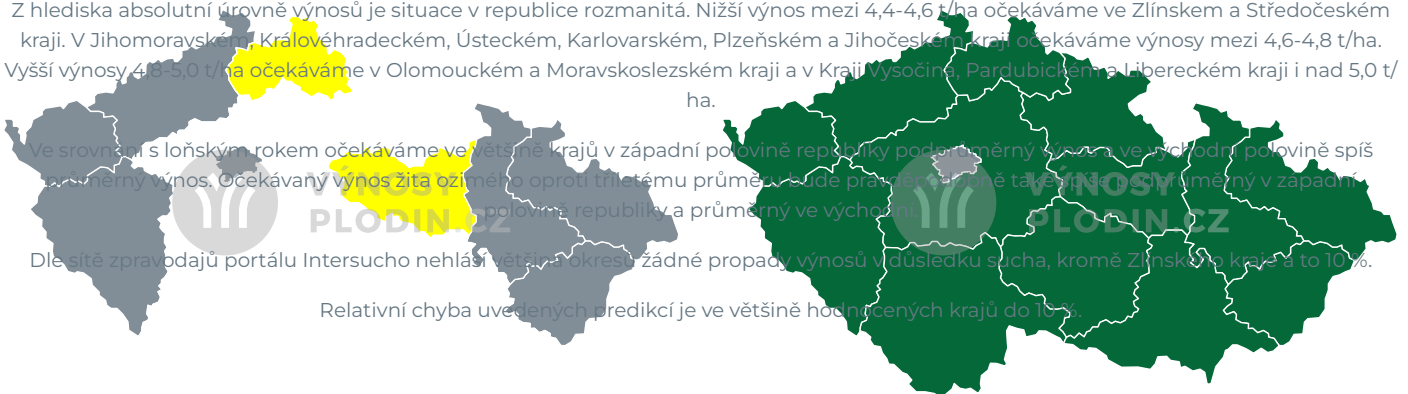 Z hlediska absolutní úrovně výnosů je situace v republice rozmanitá. Nižší výnos mezi 4,4-4,6 t/ha očekáváme ve Zlínskem a Středočeském
kraji. V Jihomoravském, Královéhradeckém, Ústeckém, Karlovarském, Plzeňském a Jihočeském kraji očekáváme výnosy mezi 4,6-4,8 t/ha.
Vyšší výnosy 4,8-5,0 t/ha očekáváme v Olomouckém a Moravskoslezském kraji a v Kraji Vysočina, Pardubickém a Libereckém kraji i nad 5,0 t/
ha.
Ve srovnání s loňským rokem očekáváme ve většině krajů v západní polovině republiky podprůměrný výnos a ve východní polovině spíš
průměrný výnos. Očekávaný výnos žita ozimého oproti tříletému průměru bude pravděpodobně také spíše podprůměrný v západní
polovině republiky a průměrný ve východní.
VÝNOSY
PLODIN.CZ
VÝNOSY
PLODIN.CZ
Dle sítě zpravodajů portálu Intersucho nehlásí většina okresů žádné propady výnosů v důsledku sucha, kromě Zlínského kraje a to 10 %.
Relativní chyba uvedených predikcí je ve většině hodnocených krajů do 10 %.